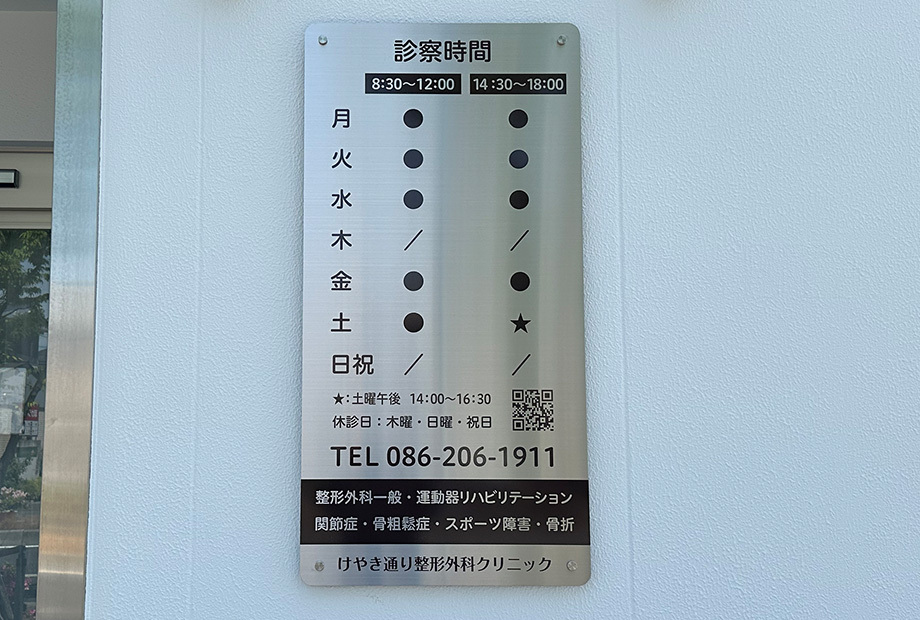 診察時間
8:30～12:00 14:30～18:00
月 ● ●
火 ● ●
水 ● ●
木 ／ ／
金 ● ●
土 ● ★
日祝 ／ ／
★：土曜午後 14:00～16:30
休診日：木曜・日曜・祝日
TEL 086-206-1911
整形外科一般・運動器リハビリテーション
関節症・骨粗鬆症・スポーツ障害・骨折
けやき通り整形外科クリニック